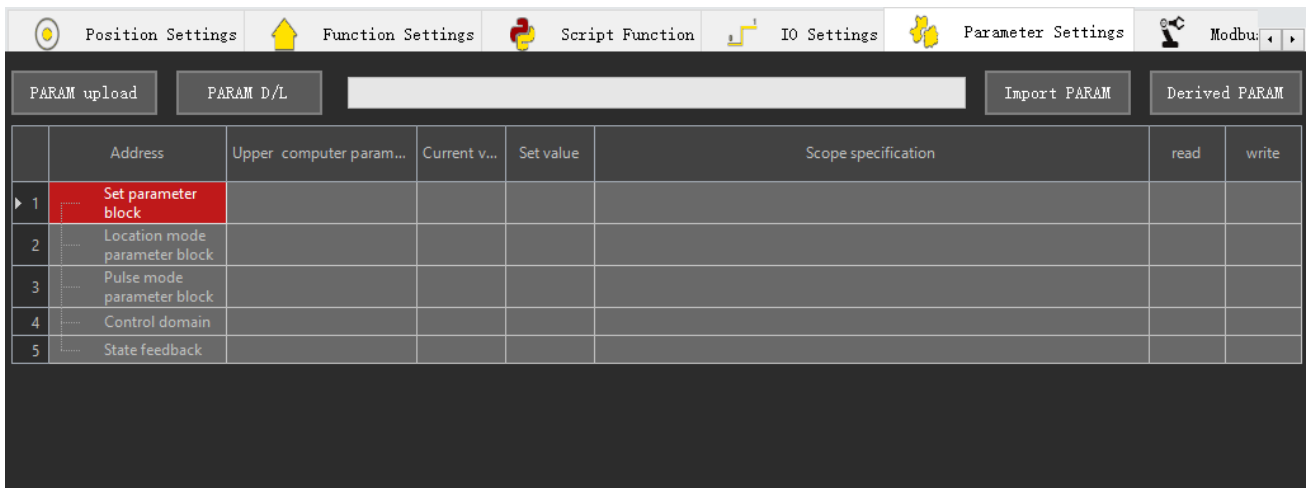 Position Settings Function Settings Script Function IO Settings Parameter Settings Modbu
PARAM upload PARAM D/L Import PARAM Derived PARAM
Address Upper computer param... Current v... Set value Scope specification read write
1 Set parameter
block
2 Location mode
parameter block
3 Pulse mode
parameter block
4 Control domain
5 State feedback